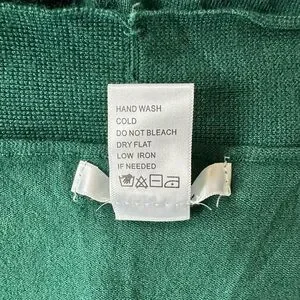 HAND WASH
COLD
DO NOT BLEACH
DRY FLAT
LOW IRON
IF NEEDED